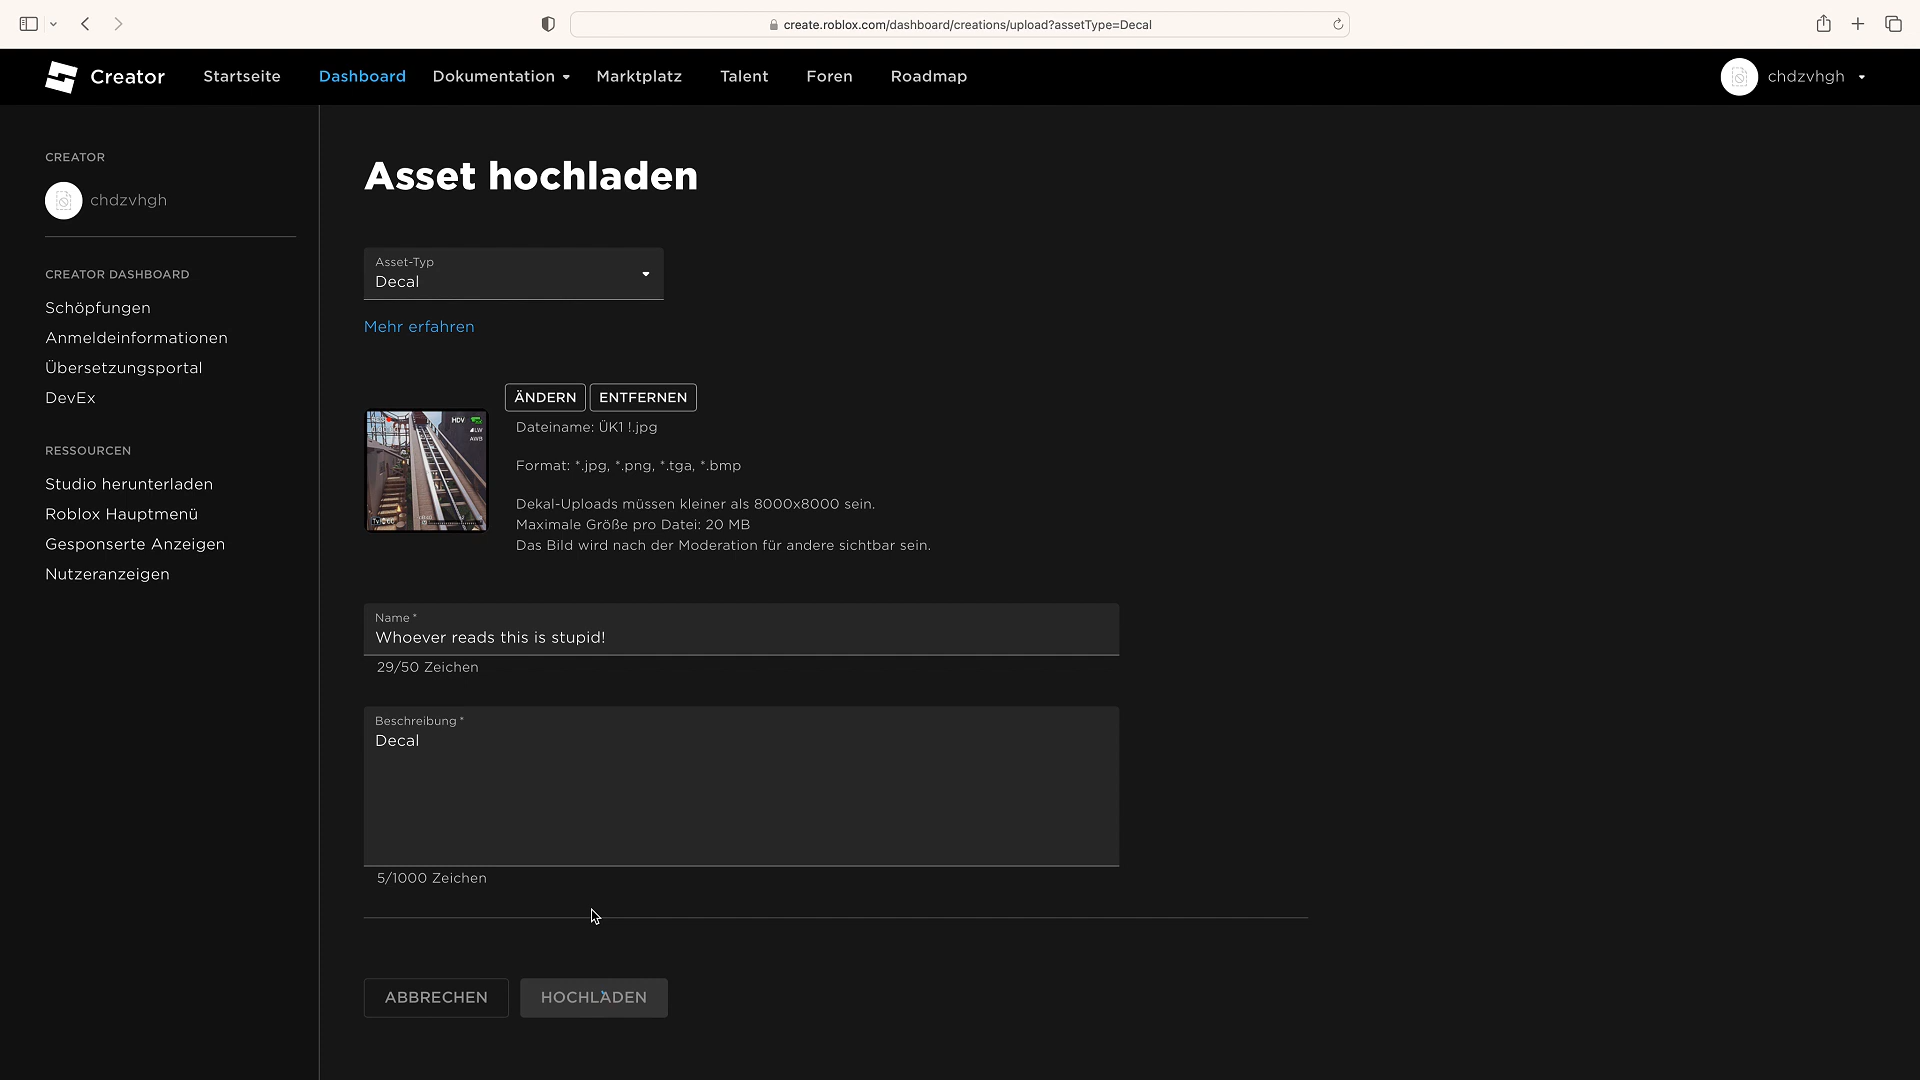 create.roblox.com/dashboard/creations/upload?assetType=Decal
Creator
Startseite
Dashboard
Dokumentation
Marktplatz
Talent
Foren
Roadmap
chdzvhgh
CREATOR
chdzvhgh
CREATOR DASHBOARD
Schöpfungen
Anmeldeinformationen
Übersetzungsportal
DevEx
RESSOURCEN
Studio herunterladen
Roblox Hauptmenü
Gesponserte Anzeigen
Nutzeranzeigen
Asset hochladen
Asset-Typ
Decal
Mehr erfahren
HDV
LW
AWB
ÄNDERN
ENTFERNEN
Dateiname: ÜK1 !.jpg
Format: *.jpg, *.png, *.tga, *.bmp
Dekal-Uploads müssen kleiner als 8000x8000 sein.
Maximale Größe pro Datei: 20 MB
Das Bild wird nach der Moderation für andere sichtbar sein.
Name *
Whoever reads this is stupid!
29/50 Zeichen
Beschreibung *
Decal
5/1000 Zeichen
ABBRECHEN
HOCHLADEN